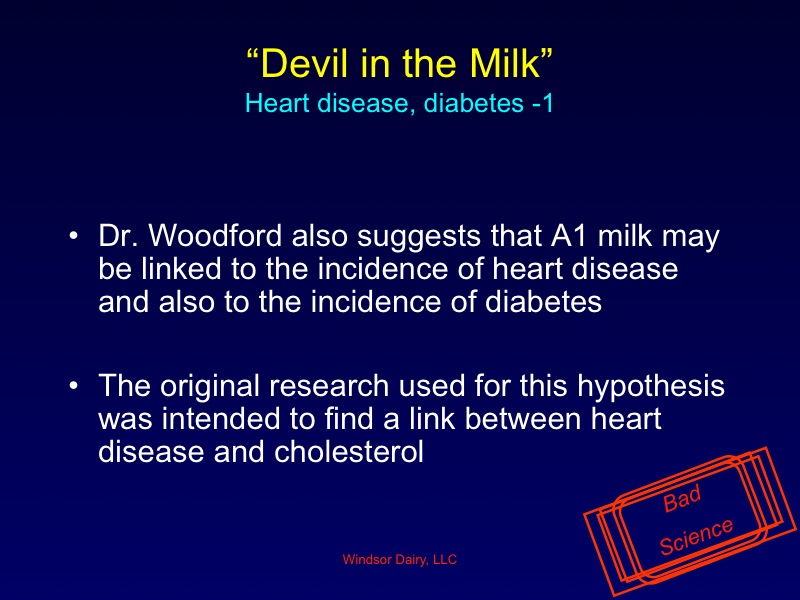 “Devil in the Milk”
Heart disease, diabetes -1
• Dr. Woodford also suggests that A1 milk may
be linked to the incidence of heart disease
and also to the incidence of diabetes
• The original research used for this hypothesis
was intended to find a link between heart
disease and cholesterol
Bad
Science
Windsor Dairy, LLC